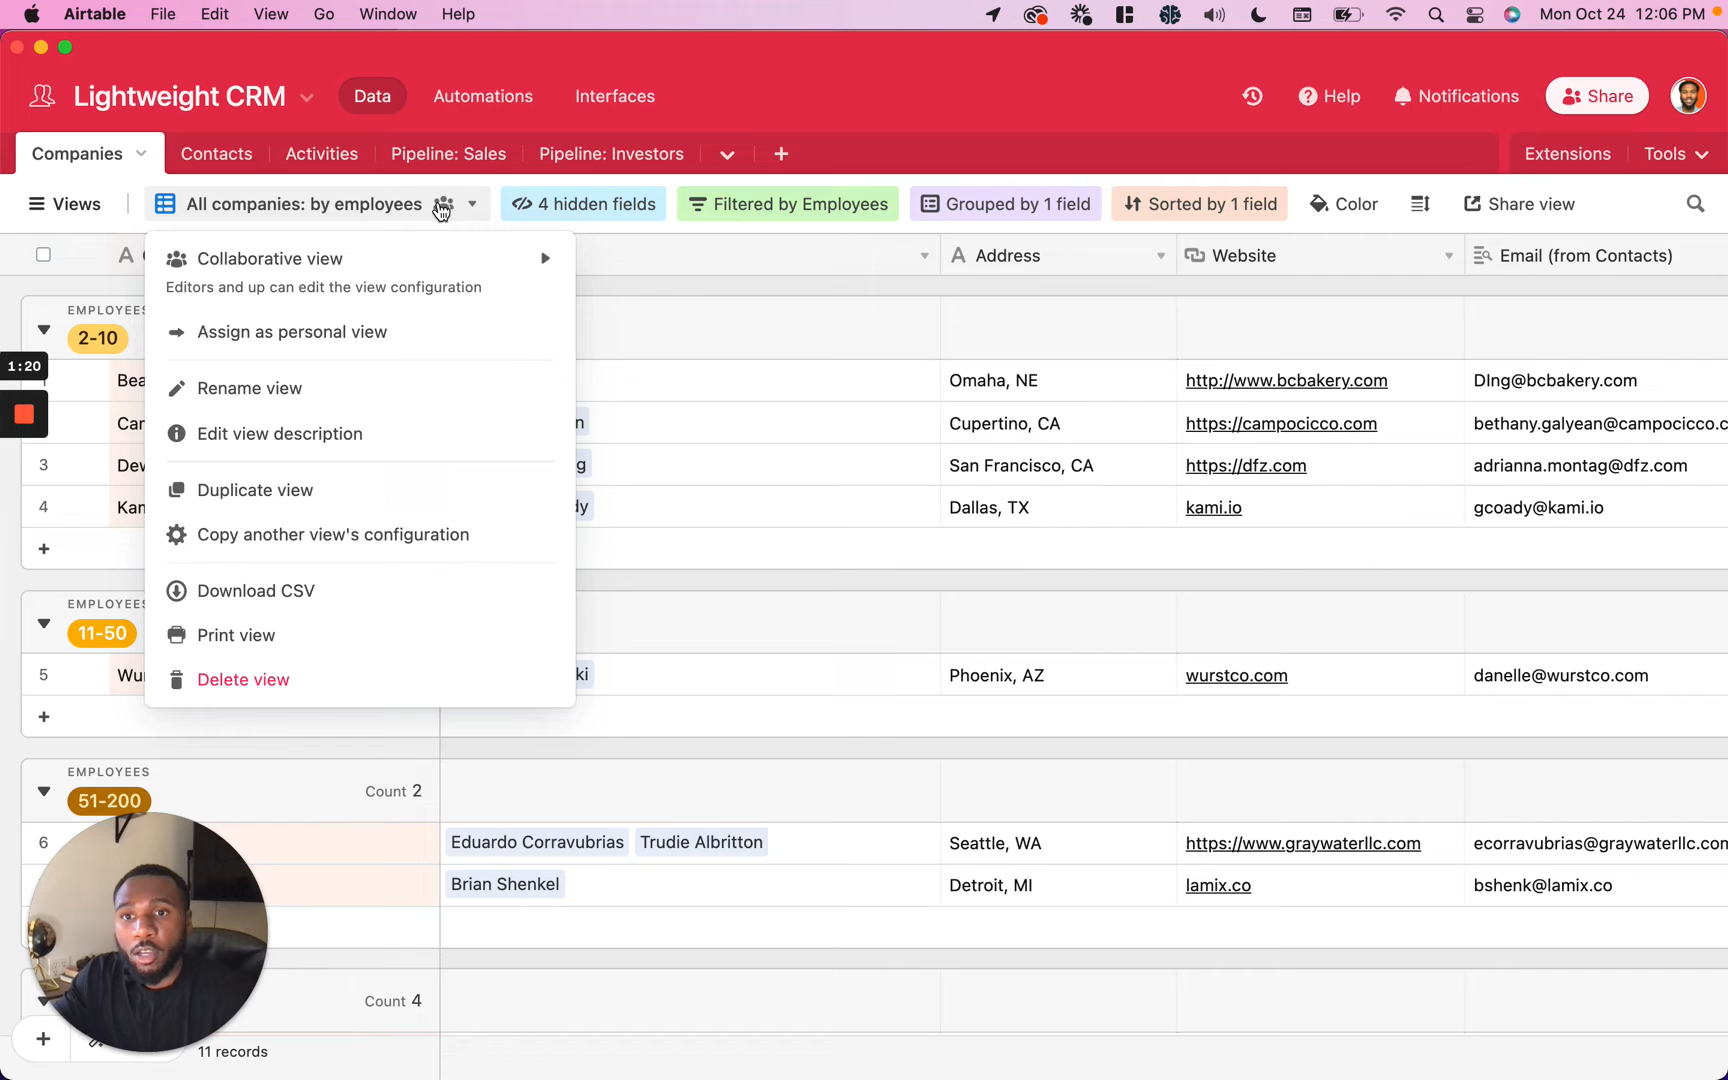 Airtable File Edit View Go Window Help Mon Oct 24 12:06 PM
Lightweight CRM Data Automations Interfaces Help Notifications Share
Companies Contacts Activities Pipeline: Sales Pipeline: Investors + Extensions Tools
Views All companies: by employees 4 hidden fields Filtered by Employees Grouped by 1 field Sorted by 1 field Color Share view
A A Address Website Email (from Contacts)
Collaborative view
Editors and up can edit the view configuration
Assign as personal view
Rename view
Edit view description
Duplicate view
Copy another view's configuration
Download CSV
Print view
Delete view
EMPLOYEES
2-10
1:20
Bea Omaha, NE http://www.bcbakery.com DIng@bcbakery.com
Car n Cupertino, CA https://campocicco.com bethany.galyean@campocicco.c
3 Dew g San Francisco, CA https://dfz.com adrianna.montag@dfz.com
4 Kam dy Dallas, TX kami.io gcoady@kami.io
+
EMPLOYEES
11-50
5 Wur ki Phoenix, AZ wurstco.com danelle@wurstco.com
+
EMPLOYEES
51-200 Count 2
6 Eduardo Corravubrias Trudie Albritton Seattle, WA https://www.graywaterllc.com ecorravubrias@graywaterllc.com
Brian Shenkel Detroit, MI lamix.co bshenk@lamix.co
Count 4
+ 11 records